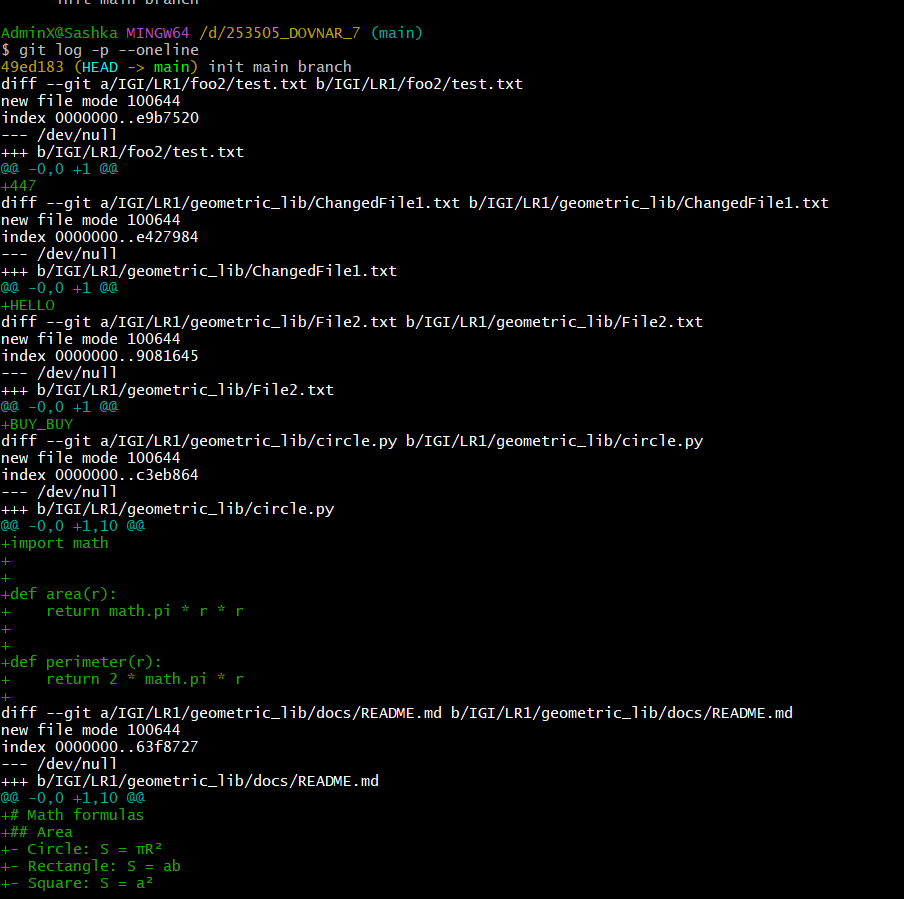 init main branch
AdminX@Sashka MINGW64 /d/253505_DOVNAR_7 (main)
$ git log -p --oneline
49ed183 (HEAD -> main) init main branch
diff --git a/IGI/LR1/foo2/test.txt b/IGI/LR1/foo2/test.txt
new file mode 100644
index 0000000..e9b7520
--- /dev/null
+++ b/IGI/LR1/foo2/test.txt
@@ -0,0 +1 @@
+447
diff --git a/IGI/LR1/geometric_lib/ChangedFile1.txt b/IGI/LR1/geometric_lib/ChangedFile1.txt
new file mode 100644
index 0000000..e427984
--- /dev/null
+++ b/IGI/LR1/geometric_lib/ChangedFile1.txt
@@ -0,0 +1 @@
+HELLO
diff --git a/IGI/LR1/geometric_lib/File2.txt b/IGI/LR1/geometric_lib/File2.txt
new file mode 100644
index 0000000..9081645
--- /dev/null
+++ b/IGI/LR1/geometric_lib/File2.txt
@@ -0,0 +1 @@
+BUY_BUY
diff --git a/IGI/LR1/geometric_lib/circle.py b/IGI/LR1/geometric_lib/circle.py
new file mode 100644
index 0000000..c3eb864
--- /dev/null
+++ b/IGI/LR1/geometric_lib/circle.py
@@ -0,0 +1,10 @@
+import math
+
+
+def area(r):
+    return math.pi * r * r
+
+
+def perimeter(r):
+    return 2 * math.pi * r
+
diff --git a/IGI/LR1/geometric_lib/docs/README.md b/IGI/LR1/geometric_lib/docs/README.md
new file mode 100644
index 0000000..63f8727
--- /dev/null
+++ b/IGI/LR1/geometric_lib/docs/README.md
@@ -0,0 +1,10 @@
+# Math formulas
+## Area
+- Circle: S = πR²
+- Rectangle: S = ab
+- Square: S = a²